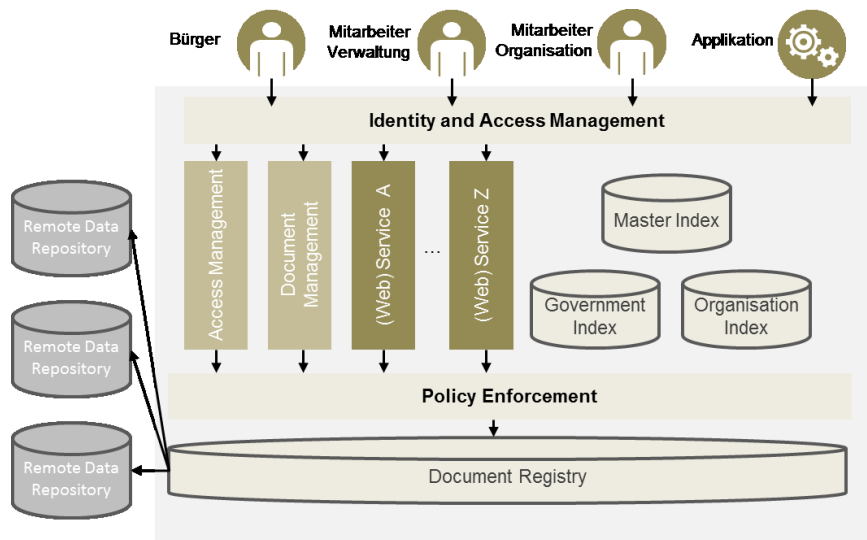 Bürger
Mitarbeiter
Verwaltung
Mitarbeiter
Organisation
Applikation
Identity and Access Management
Access Management
Document
Management
(Web) Service A
...
(Web) Service Z
Master Index
Government
Index
Organisation
Index
Remote Data
Repository
Remote Data
Repository
Remote Data
Repository
Policy Enforcement
Document Registry